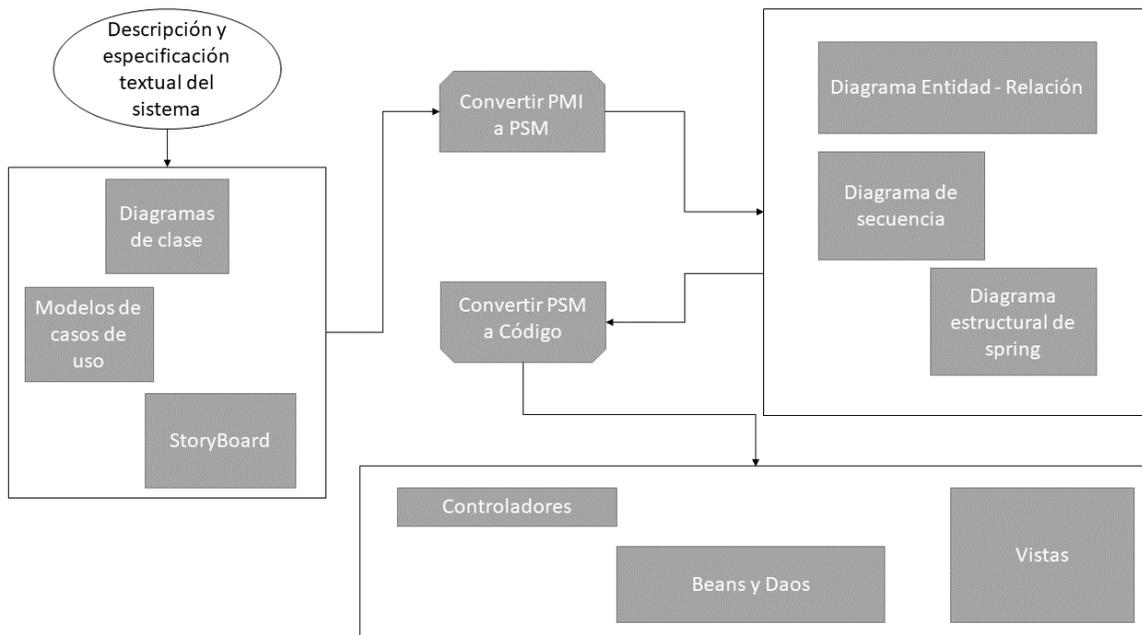 Descripción y
especificación
textual del
sistema
Diagramas
de clase
Modelos de
casos de
uso
StoryBoard
Convertir PMI
a PSM
Diagrama Entidad - Relación
Diagrama de
secuencia
Diagrama
estructural de
spring
Convertir PSM
a Código
Controladores
Beans y Daos
Vistas